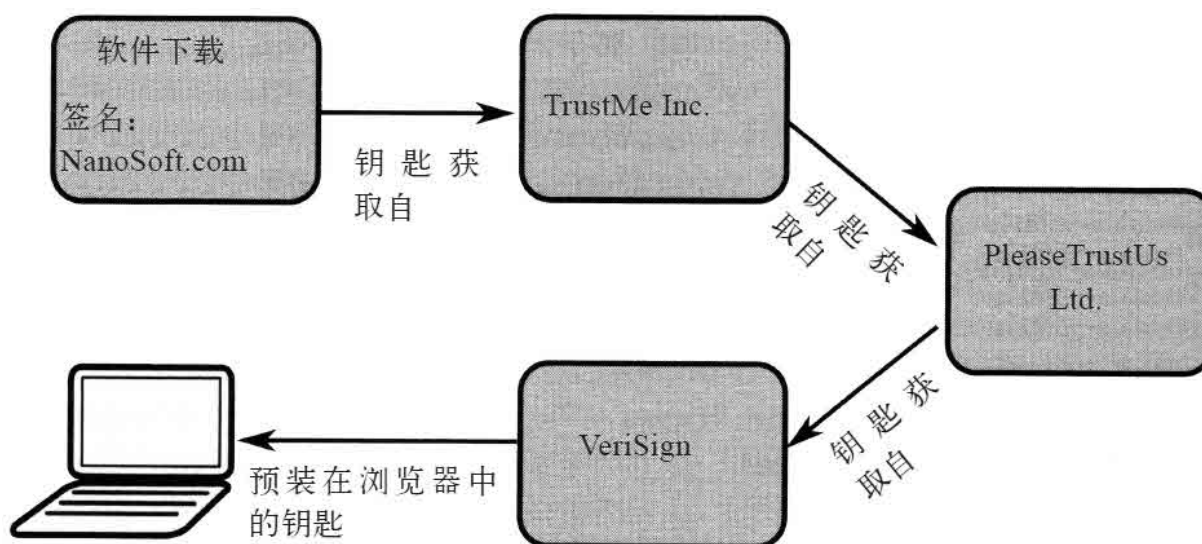 软件下载
签名：
NanoSoft.com
钥匙获
取自
TrustMe Inc.
钥匙获
取自
PleaseTrustUs
Ltd.
钥匙获
取自
VeriSign
预装在浏览器中
的钥匙